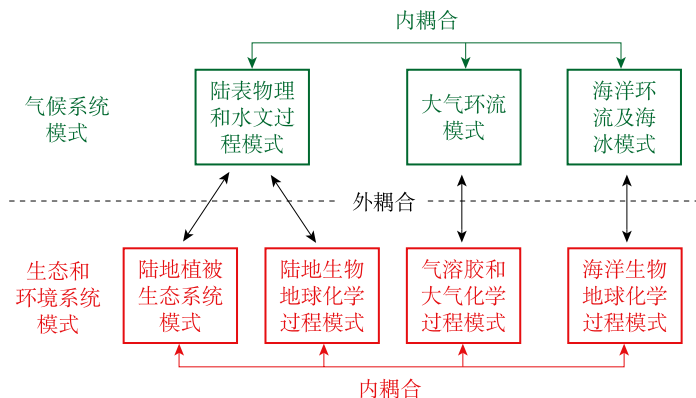 内耦合
气候系统
模式
陆表物理
和水文过
程模式
大气环流
模式
海洋环
流及海
冰模式
外耦合
生态和
环境系统
模式
陆地植被
生态系统
模式
陆地生物
地球化学
过程模式
气溶胶和
大气化学
过程模式
海洋生物
地球化学
过程模式
内耦合